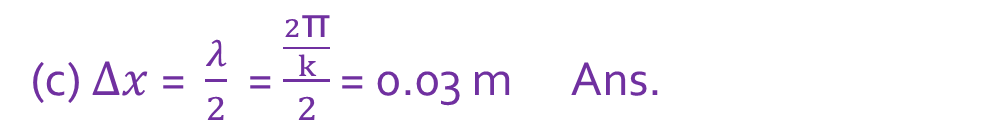 (c) Δx = λ/2 = (2π/k)/2 = 0.03 m Ans.